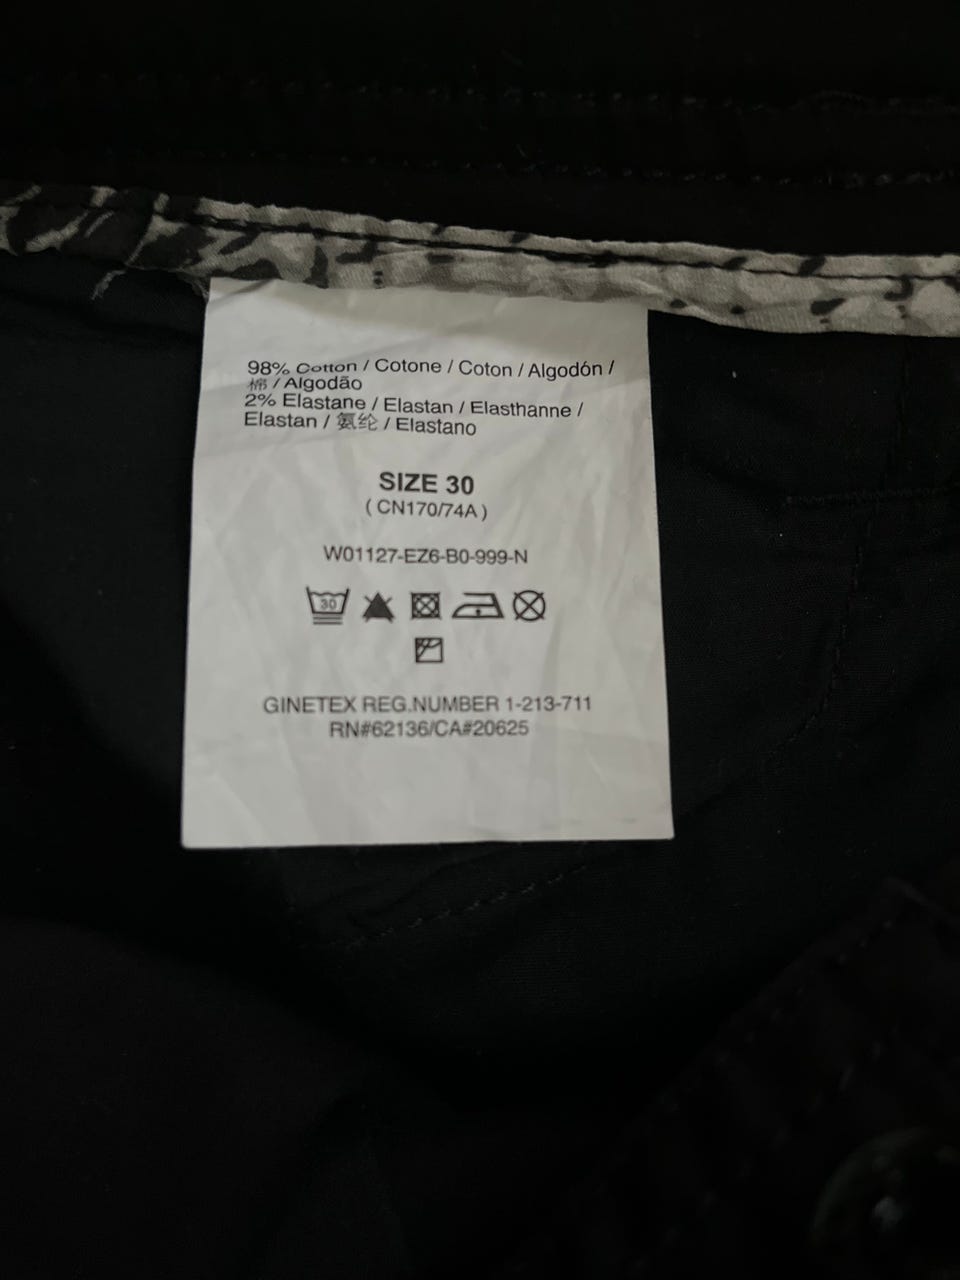 98% Cotton / Cotone / Coton / Algodón /
棉 / Algodão
2% Elastane / Elastan / Elasthanne /
Elastan / 氨纶 / Elastano
SIZE 30
( CN170/74A )
W01127-EZ6-B0-999-N
30
GINETEX REG.NUMBER 1-213-711
RN#62136/CA#20625